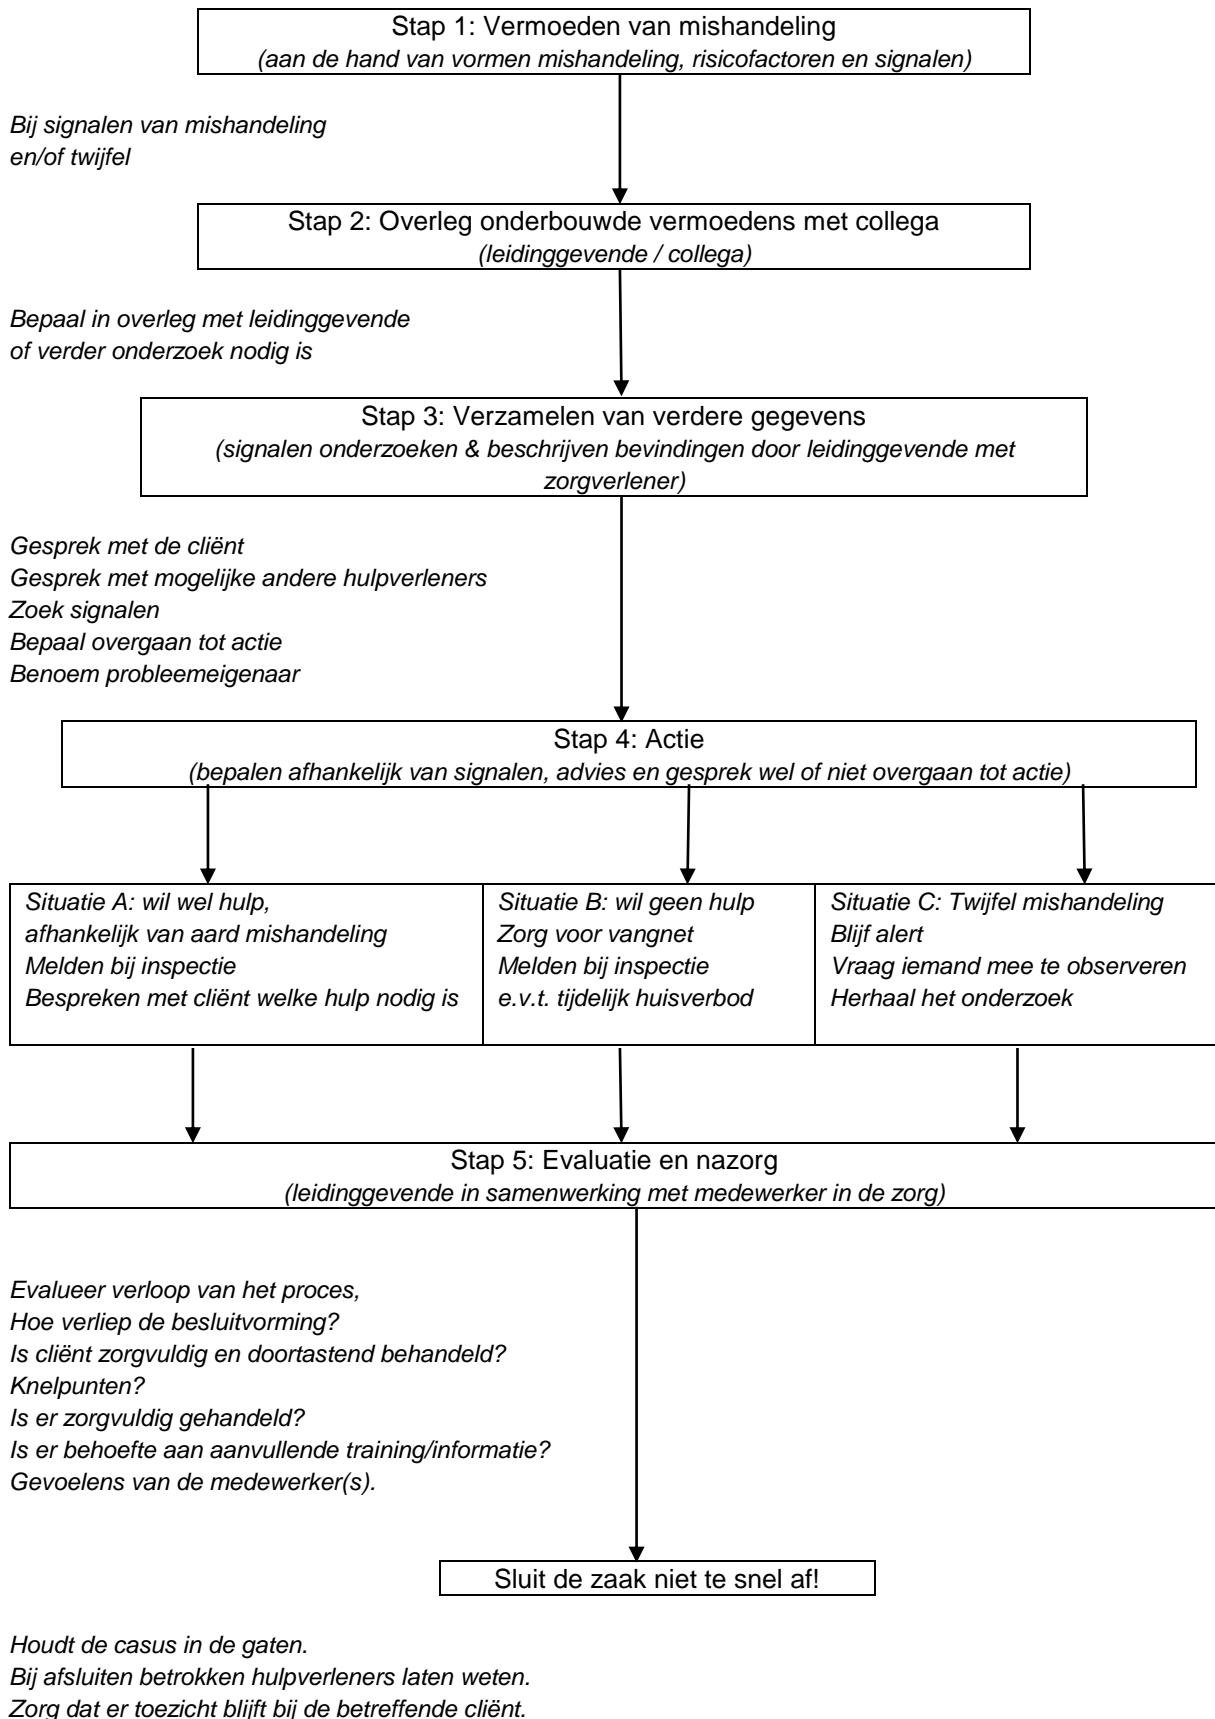 Stap 1: Vermoeden van mishandeling
(aan de hand van vormen mishandeling, risicofactoren en signalen)
Bij signalen van mishandeling
en/of twijfel
Stap 2: Overleg onderbouwde vermoedens met collega
(leidinggevende / collega)
Bepaal in overleg met leidinggevende
of verder onderzoek nodig is
Stap 3: Verzamelen van verdere gegevens
(signalen onderzoeken & beschrijven bevindingen door leidinggevende met
zorgverlener)
Gesprek met de cliënt
Gesprek met mogelijke andere hulpverleners
Zoek signalen
Bepaal overgaan tot actie
Benoem probleemeigenaar
Stap 4: Actie
(bepalen afhankelijk van signalen, advies en gesprek wel of niet overgaan tot actie)
Situatie A: wil wel hulp,
afhankelijk van aard mishandeling
Melden bij inspectie
Bespreken met cliënt welke hulp nodig is
Situatie B: wil geen hulp
Zorg voor vangnet
Melden bij inspectie
e.v.t. tijdelijk huisverbod
Situatie C: Twijfel mishandeling
Blijf alert
Vraag iemand mee te observeren
Herhaal het onderzoek
Stap 5: Evaluatie en nazorg
(leidinggevende in samenwerking met medewerker in de zorg)
Evalueer verloop van het proces,
Hoe verliep de besluitvorming?
Is cliënt zorgvuldig en doortastend behandeld?
Knelpunten?
Is er zorgvuldig gehandeld?
Is er behoefte aan aanvullende training/informatie?
Gevoelens van de medewerker(s).
Sluit de zaak niet te snel af!
Houdt de casus in de gaten.
Bij afsluiten betrokken hulpverleners laten weten.
Zorg dat er toezicht blijft bij de betreffende cliënt.